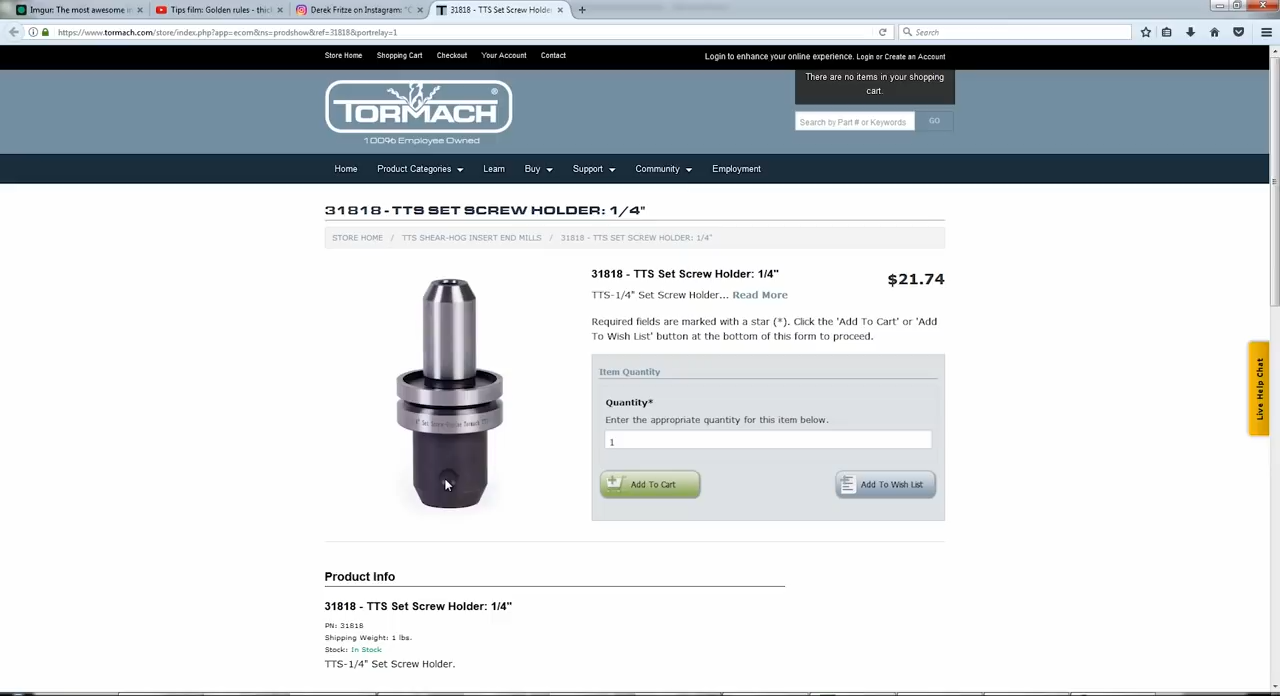 Imgur: The most awesome in
Tips film: Golden rules - thick
Derek Fritze on Instagram: "C
31818 - TTS Set Screw Holde
https://www.tormach.com/store/index.php?app=ecom&ns=prodshow&ref=31818&portrelay=1
Search
Store Home Shopping Cart Checkout Your Account Contact
Login to enhance your online experience. Login or Create an Account
There are no items in your shopping
cart.
TORMACH®
100% Employee Owned
Search by Part # or Keywords GO
Home Product Categories Learn Buy Support Community Employment
31818 - TTS SET SCREW HOLDER: 1/4"
STORE HOME / TTS SHEAR-HOG INSERT END MILLS / 31818 - TTS SET SCREW HOLDER: 1/4"
31818 - TTS Set Screw Holder: 1/4"
$21.74
TTS-1/4" Set Screw Holder... Read More
Required fields are marked with a star (*). Click the 'Add To Cart' or 'Add
To Wish List' button at the bottom of this form to proceed.
Item Quantity
Quantity*
Enter the appropriate quantity for this item below.
1
Add To Cart
Add To Wish List
Live Help Chat
Product Info
31818 - TTS Set Screw Holder: 1/4"
PN: 31818
Shipping Weight: 1 lbs.
Stock: In Stock
TTS-1/4" Set Screw Holder.